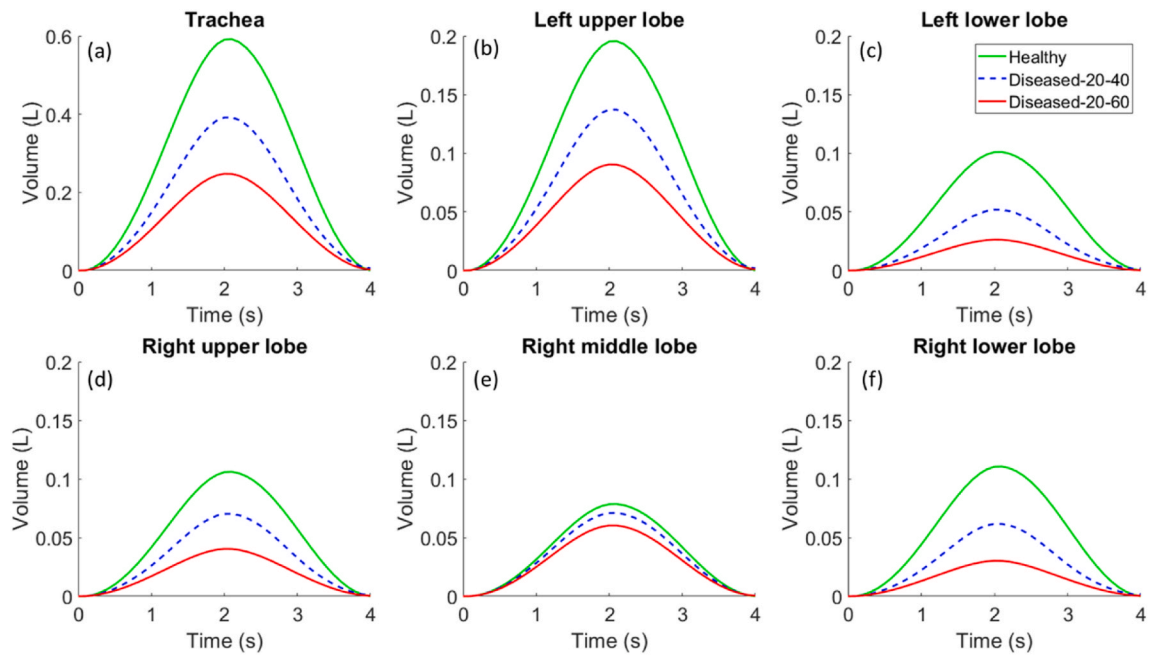 Trachea
(a)
0.6
0.4
0.2
0
Volume (L)
0 1 2 3 4
Time (s)
Left upper lobe
(b)
0.2
0.15
0.1
0.05
0
Volume (L)
0 1 2 3 4
Time (s)
Left lower lobe
(c)
0.2
0.15
0.1
0.05
0
Volume (L)
Healthy
Diseased-20-40
Diseased-20-60
0 1 2 3 4
Time (s)
Right upper lobe
(d)
0.2
0.15
0.1
0.05
0
Volume (L)
0 1 2 3 4
Time (s)
Right middle lobe
(e)
0.2
0.15
0.1
0.05
0
Volume (L)
0 1 2 3 4
Time (s)
Right lower lobe
(f)
0.2
0.15
0.1
0.05
0
Volume (L)
0 1 2 3 4
Time (s)